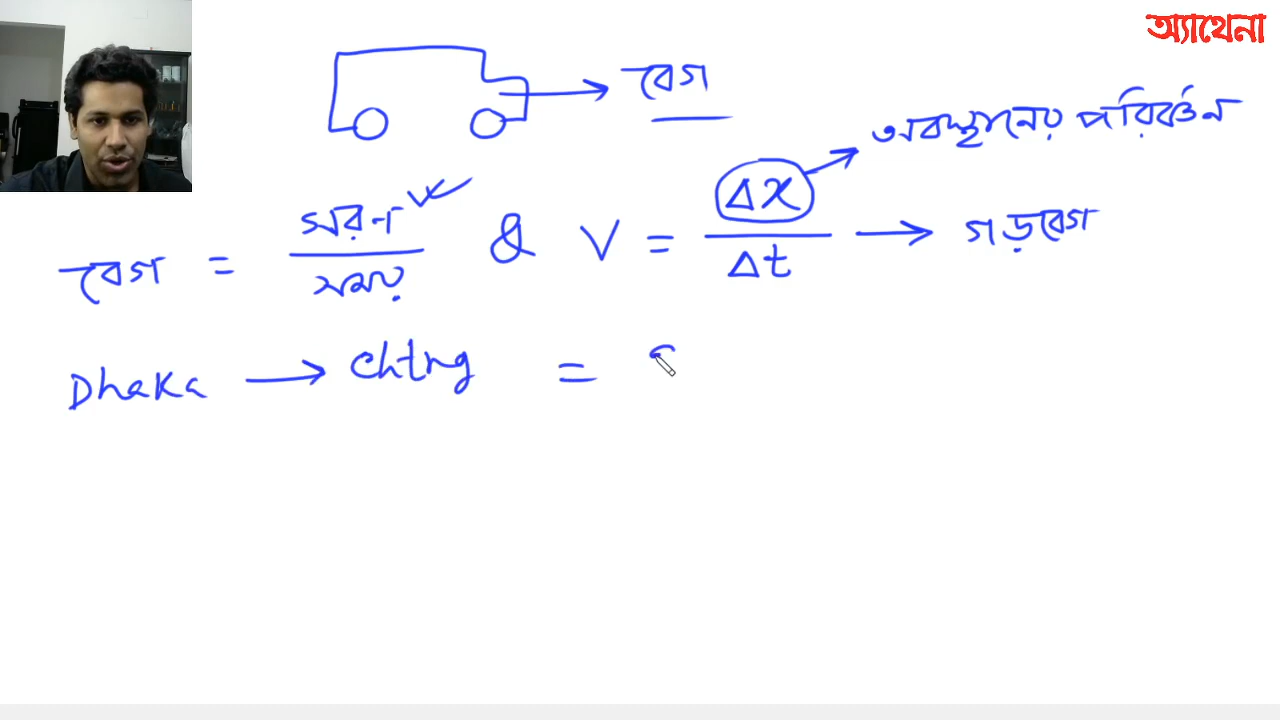 অ্যাথেনা
বেগ
অবস্থানের পরিবর্তন
বেগ = সরণ / সময় & V = Δx / Δt → গড়বেগ
Dhaka → Chtng =